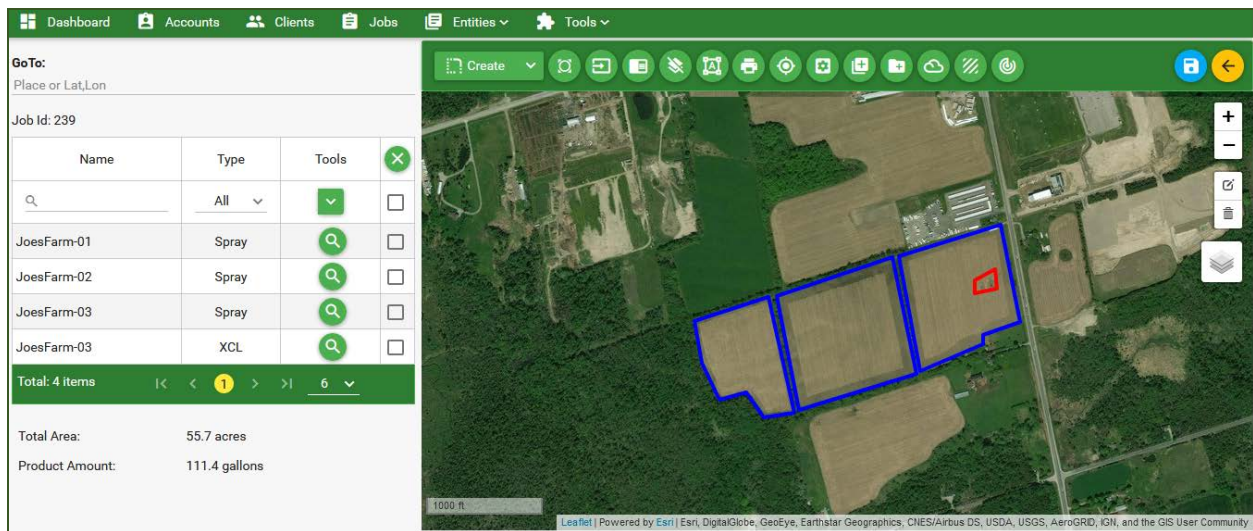 Dashboard Accounts Clients Jobs Entities Tools
GoTo:
Place or Lat,Lon
Job Id: 239
Name Type Tools
All
JoesFarm-01 Spray
JoesFarm-02 Spray
JoesFarm-03 Spray
JoesFarm-03 XCL
Total: 4 items 1 6
Total Area: 55.7 acres
Product Amount: 111.4 gallons
Create
A
+
−
1000 ft
Leaflet | Powered by Esri | Esri, DigitalGlobe, GeoEye, Earthstar Geographics, CNES/Airbus DS, USDA, USGS, AeroGRID, IGN, and the GIS User Community